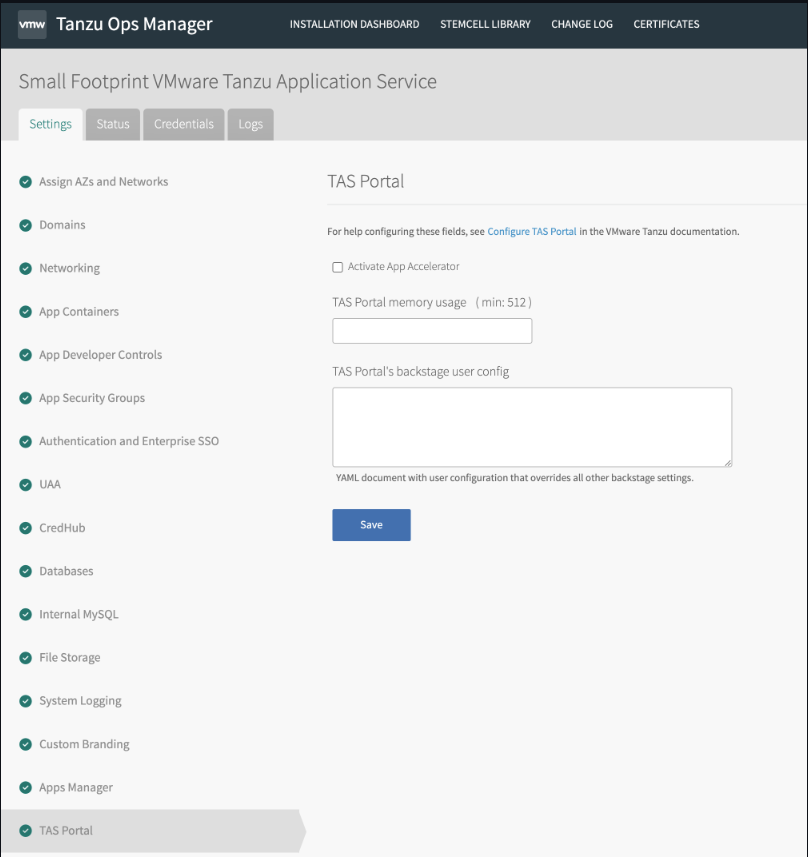 vmw Tanzu Ops Manager INSTALLATION DASHBOARD STEMCELL LIBRARY CHANGE LOG CERTIFICATES
Small Footprint VMware Tanzu Application Service
Settings Status Credentials Logs
Assign AZs and Networks
Domains
Networking
App Containers
App Developer Controls
App Security Groups
Authentication and Enterprise SSO
UAA
CredHub
Databases
Internal MySQL
File Storage
System Logging
Custom Branding
Apps Manager
TAS Portal
TAS Portal
For help configuring these fields, see Configure TAS Portal in the VMware Tanzu documentation.
Activate App Accelerator
TAS Portal memory usage ( min: 512 )
TAS Portal's backstage user config
YAML document with user configuration that overrides all other backstage settings.
Save